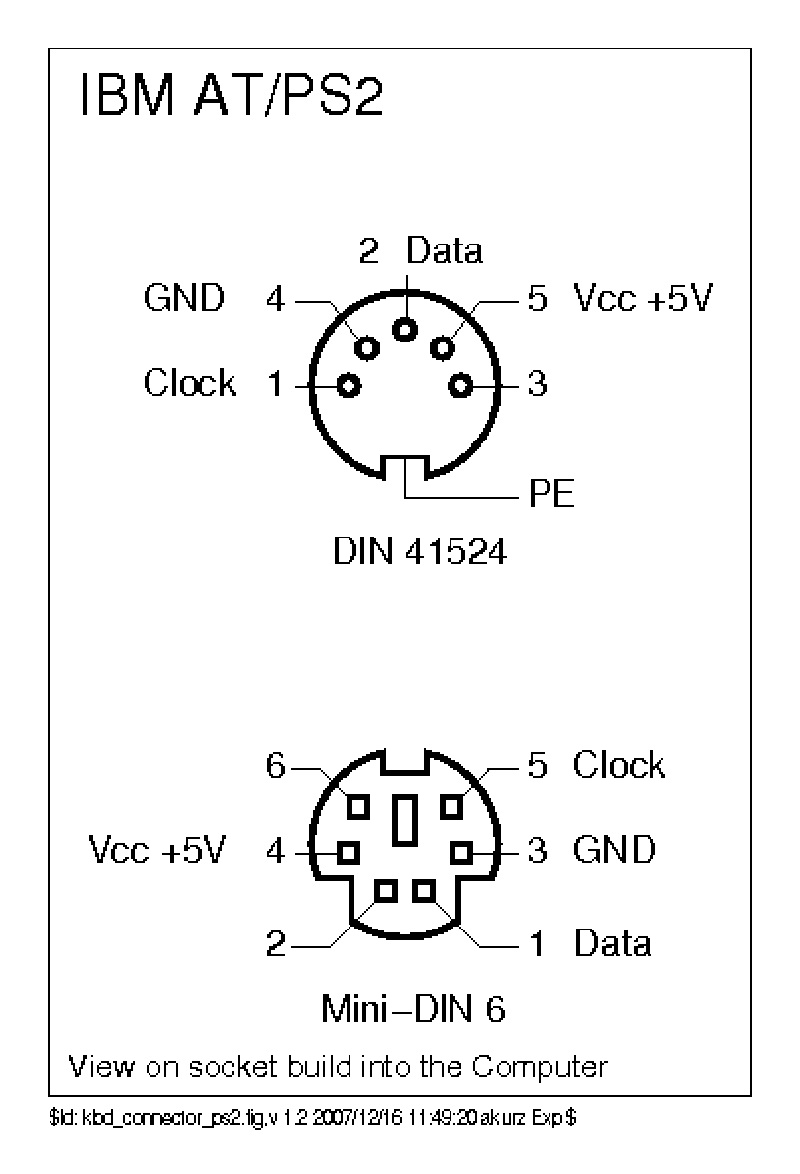 IBM AT/PS2
2 Data
GND 4
5 Vcc +5V
Clock 1
3
PE
DIN 41524
6
5 Clock
Vcc +5V 4
3 GND
2
1 Data
Mini-DIN 6
View on socket build into the Computer
$Id: kbd_connector_ps2.fig,v 1.2 2007/12/16 11:49:20 akurz Exp $